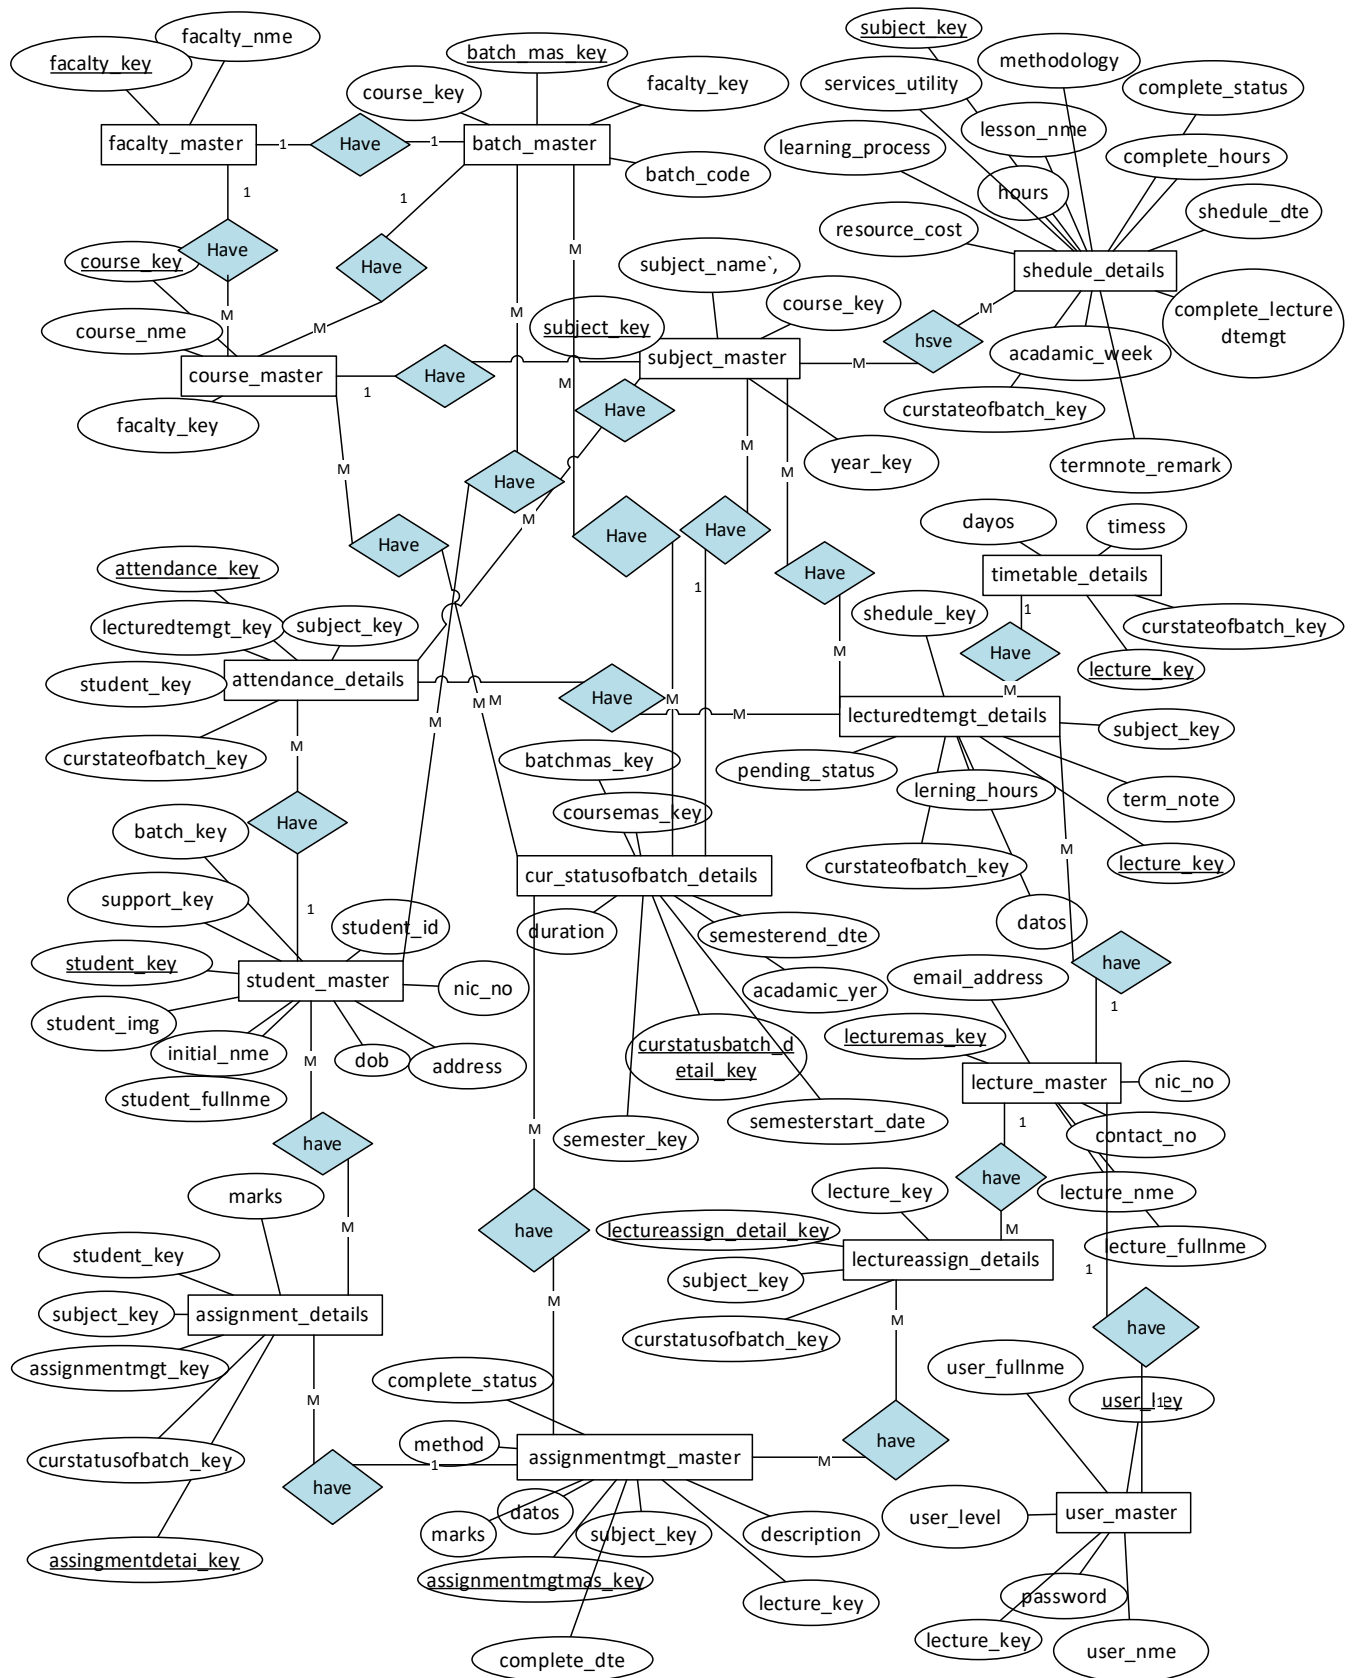 facalty_nme
facalty_key
batch_mas_key
subject_key
methodology
course_key
facalty_key
services_utility
complete_status
lesson_nme
facalty_master
1
Have
1
batch_master
learning_process
complete_hours
batch_code
hours
1
1
shedule_dte
resource_cost
Have
M
course_key
Have
subject_name`,
shedule_details
course_key
complete_lecture
dtemgt
M
M
M
course_nme
subject_key
hsve
acadamic_week
subject_master
M
course_master
Have
1
M
Have
curstateofbatch_key
facalty_key
M
M
M
M
year_key
termnote_remark
Have
M
M
dayos
timess
Have
Have
Have
Have
timetable_details
attendance_key
1
1
shedule_key
lecturedtemgt_key
subject_key
curstateofbatch_key
M
Have
lecture_key
student_key
attendance_details
M
Have
M
M
M
lecturedtemgt_details
M
M
subject_key
M
curstateofbatch_key
batchmas_key
pending_status
lerning_hours
term_note
coursemas_key
Have
batch_key
M
curstateofbatch_key
lecture_key
cur_statusofbatch_details
support_key
1
student_id
duration
semesterend_dte
datos
student_key
have
student_master
email_address
nic_no
acadamic_yer
1
student_img
lecturemas_key
initial_nme
dob
address
M
curstatusbatch_d
etail_key
lecture_master
nic_no
student_fullnme
1
semesterstart_date
contact_no
M
semester_key
have
have
lecture_key
lecture_nme
marks
M
M
have
lectureassign_detail_key
lecture_fullnme
student_key
lectureassign_details
1
subject_key
M
subject_key
assignment_details
M
have
curstatusofbatch_key
assignmentmgt_key
user_fullnme
complete_status
M
user_key
1
method
have
assignmentmgt_master
M
curstatusofbatch_key
1
have
datos
user_master
user_level
marks
subject_key
description
assingmentdetai_key
assignmentmgtmas_key
password
lecture_key
lecture_key
user_nme
complete_dte